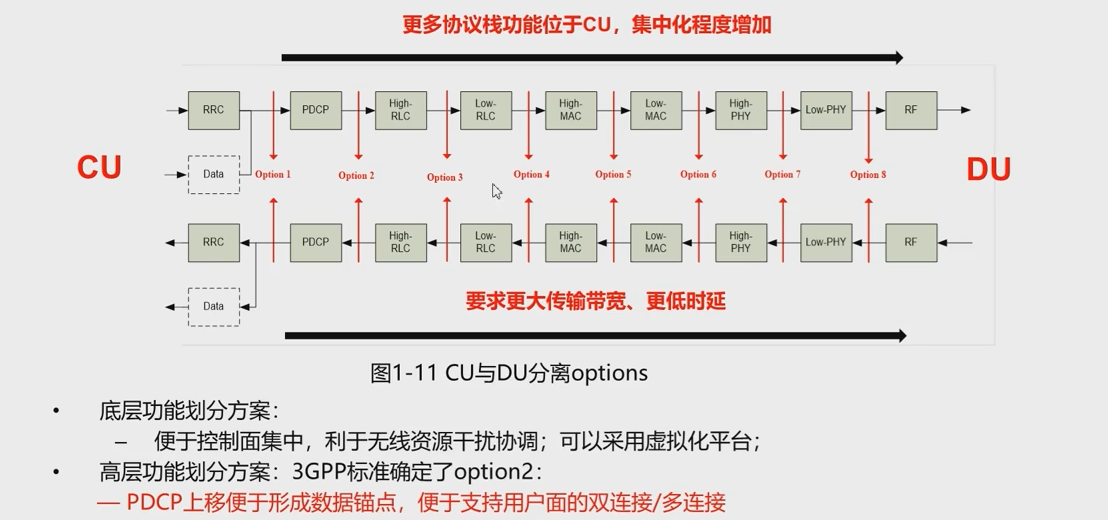 更多协议栈功能位于CU，集中化程度增加
RRC PDCP High-RLC Low-RLC High-MAC Low-MAC High-PHY Low-PHY RF
CU Data Option 1 Option 2 Option 3 Option 4 Option 5 Option 6 Option 7 Option 8 DU
RRC PDCP High-RLC Low-RLC High-MAC Low-MAC High-PHY Low-PHY RF
Data
要求更大传输带宽、更低时延
图1-11 CU与DU分离options
• 底层功能划分方案：
– 便于控制面集中，利于无线资源干扰协调；可以采用虚拟化平台；
• 高层功能划分方案：3GPP标准确定了option2：
— PDCP上移便于形成数据锚点，便于支持用户面的双连接/多连接